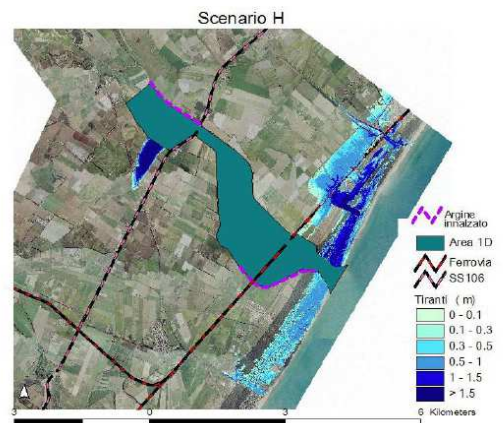 Scenario H
Argine
innalzato
Area 1D
Ferrovia
SS106
Tiranti ( m)
0 - 0.1
0.1 - 0.3
0.3 - 0.5
0.5 - 1
1 - 1.5
> 1.5
3 0 3 6 Kilometers